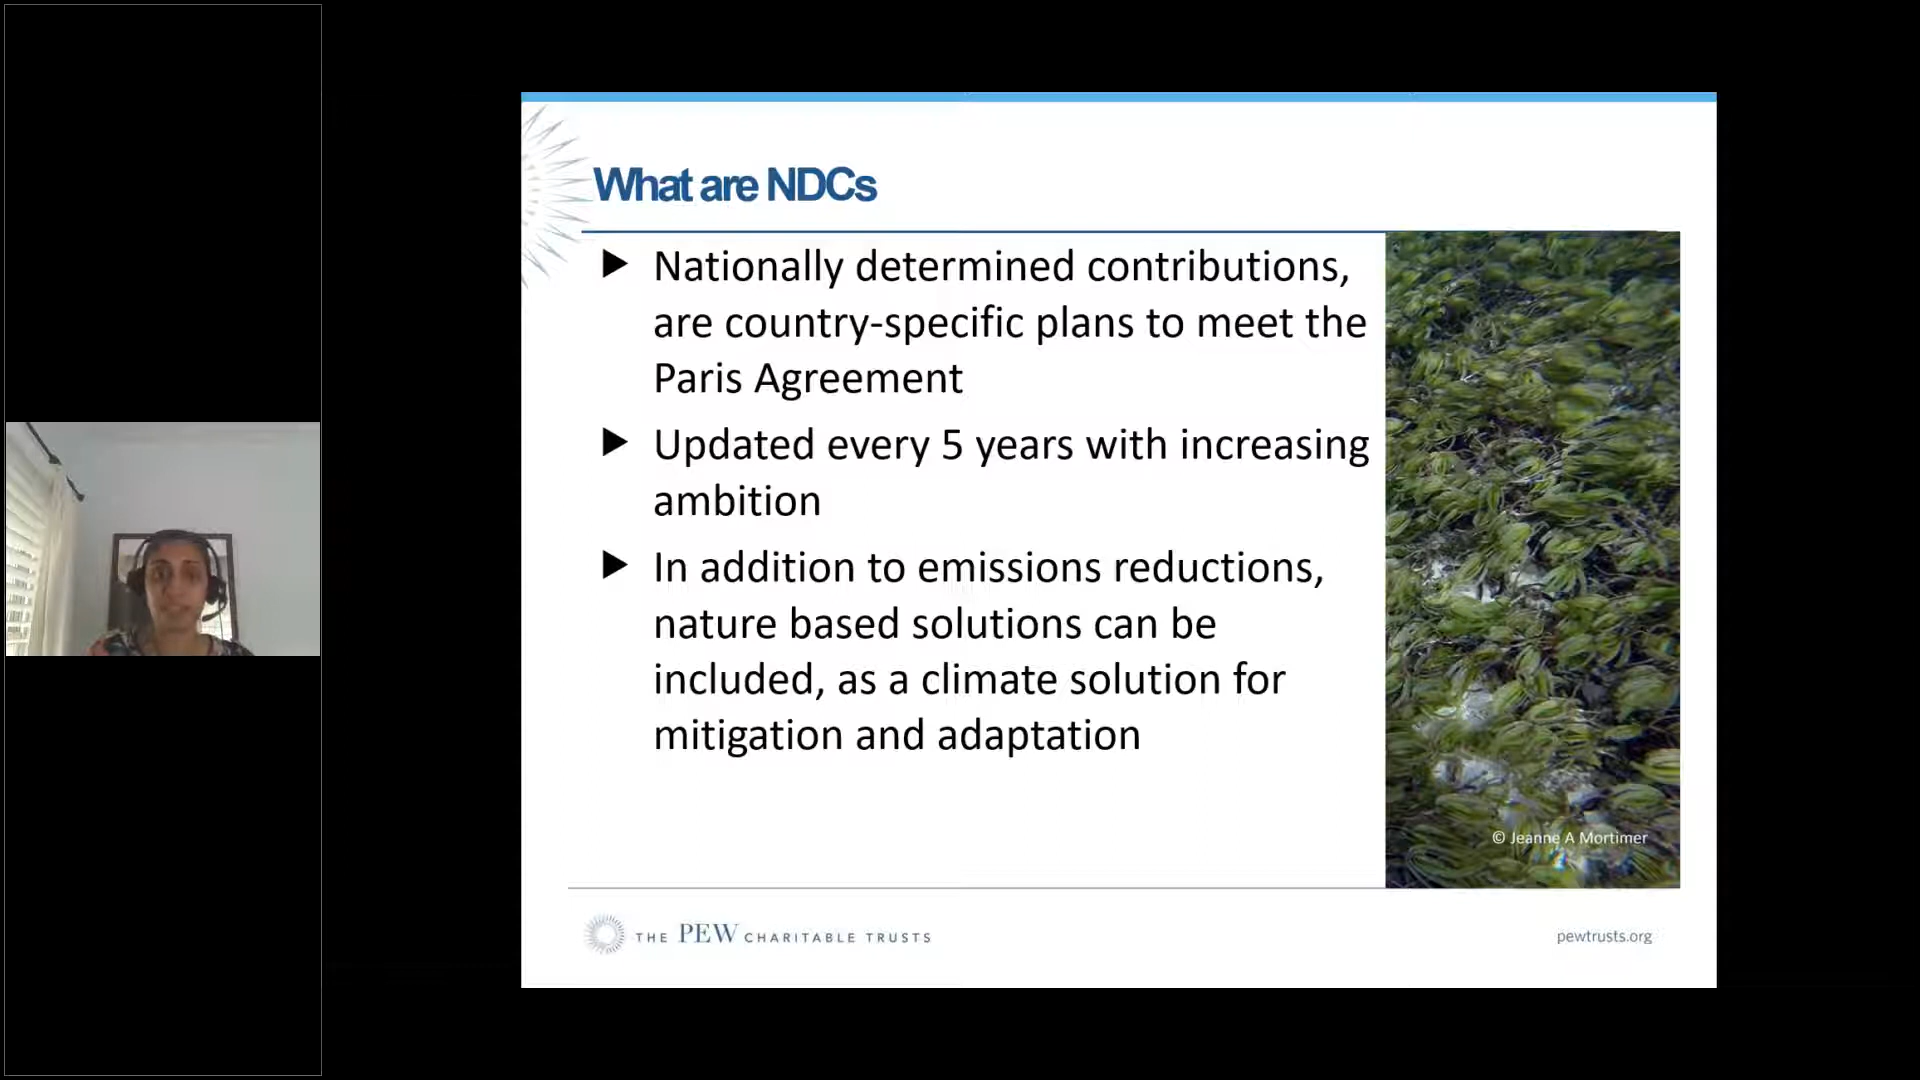 What are NDCs
Nationally determined contributions,
are country-specific plans to meet the
Paris Agreement
Updated every 5 years with increasing
ambition
In addition to emissions reductions,
nature based solutions can be
included, as a climate solution for
mitigation and adaptation
© Jeanne A Mortimer
THE PEW CHARITABLE TRUSTS
pewtrusts.org